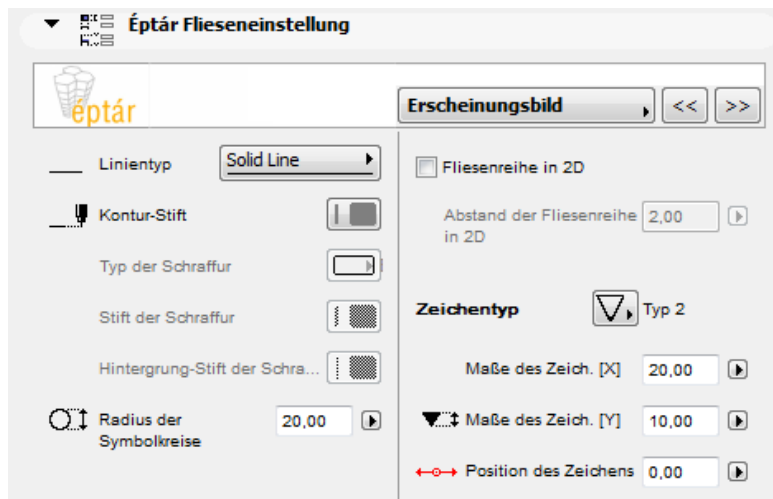 Éptár Flieseneinstellung
éptár
Erscheinungsbild
<<
>>
Linientyp
Solid Line
Kontur-Stift
Typ der Schraffur
Stift der Schraffur
Hintergrung-Stift der Schra...
Radius der
Symbolkreise
20,00
Fliesenreihe in 2D
Abstand der Fliesenreihe
in 2D
2,00
Zeichentyp
Typ 2
Maße des Zeich. [X]
20,00
Maße des Zeich. [Y]
10,00
Position des Zeichens
0,00